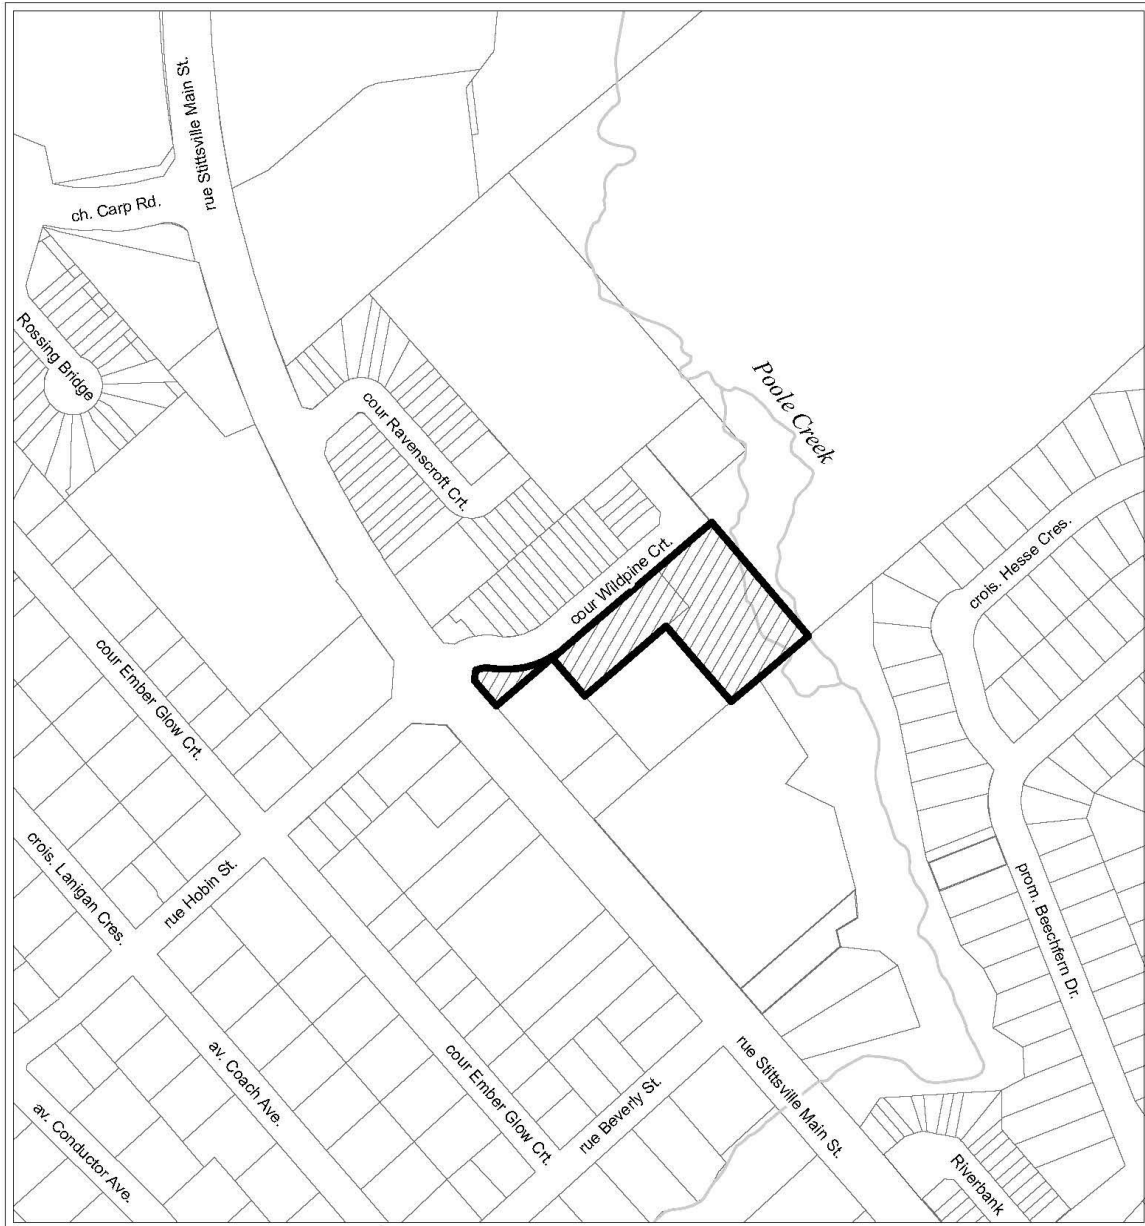 rue Stittsville Main St.
ch. Carp Rd.
Rossing Bridge
cour Ravenscroft Crt.
Poole Creek
crois. Hesse Cres.
cour Wildpine Crt.
cour Ember Glow Crt.
crois. Lanigan Cres.
rue Hobin St.
prom. Beechfern Dr.
av. Coach Ave.
cour Ember Glow Crt.
rue Beverly St.
rue Stittsville Main St.
av. Conductor Ave.
Riverbank